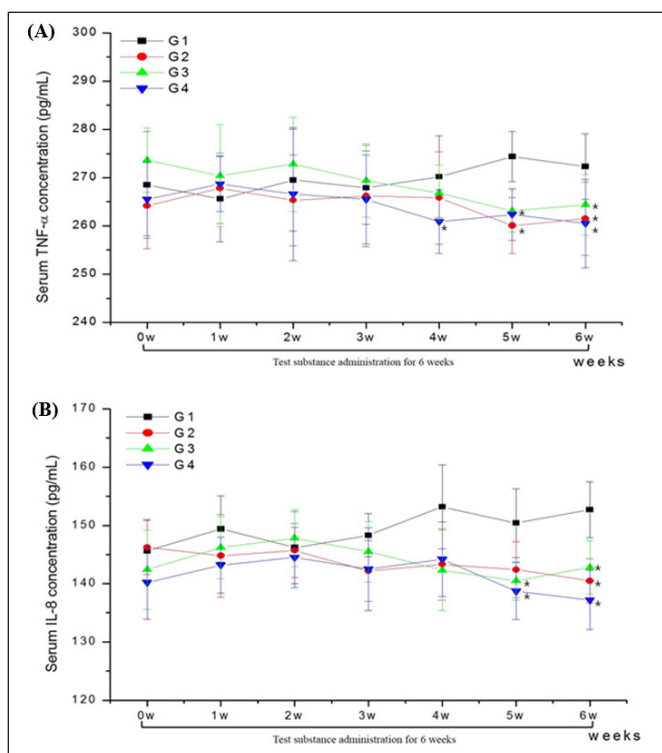 (A)
300
290
280
270
260
250
240
Serum TNF-α concentration (pg/mL)
G1
G2
G3
G4
*
*
*
*
*
*
0w 1w 2w 3w 4w 5w 6w
Test substance administration for 6 weeks
weeks
(B)
170
160
150
140
130
120
Serum IL-8 concentration (pg/mL)
G1
G2
G3
G4
*
*
*
*
*
0w 1w 2w 3w 4w 5w 6w
Test substance administration for 6 weeks
weeks